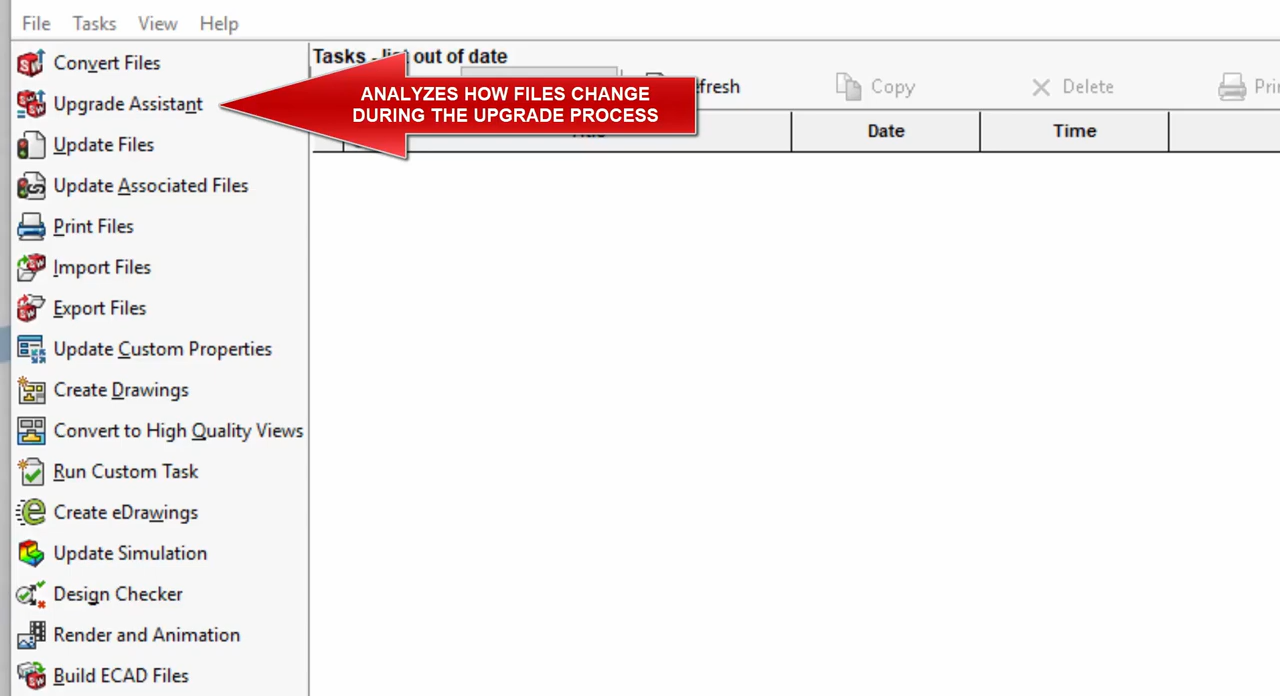 File Tasks View Help
Convert Files
Upgrade Assistant
Update Files
Update Associated Files
Print Files
Import Files
Export Files
Update Custom Properties
Create Drawings
Convert to High Quality Views
Run Custom Task
Create eDrawings
Update Simulation
Design Checker
Render and Animation
Build ECAD Files
Tasks - list out of date
Copy Delete
Date Time
ANALYZES HOW FILES CHANGE
DURING THE UPGRADE PROCESS